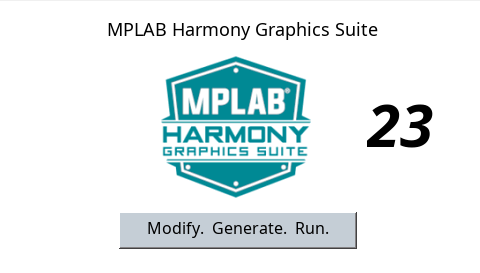 MPLAB Harmony Graphics Suite
MPLAB®
HARMONY
GRAPHICS SUITE
23
Modify. Generate. Run.